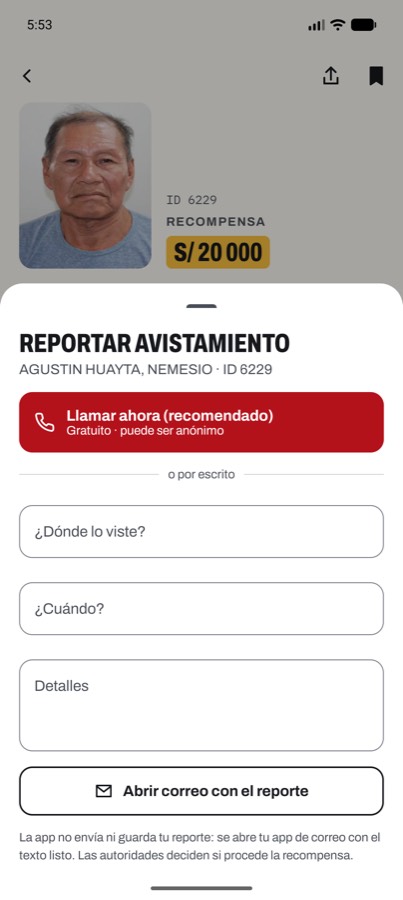 5:53
ID 6229
RECOMPENSA
S/ 20 000
REPORTAR AVISTAMIENTO
AGUSTIN HUAYTA, NEMESIO · ID 6229
Llamar ahora (recomendado)
Gratuito · puede ser anónimo
o por escrito
¿Dónde lo viste?
¿Cuándo?
Detalles
Abrir correo con el reporte
La app no envía ni guarda tu reporte: se abre tu app de correo con el
texto listo. Las autoridades deciden si procede la recompensa.